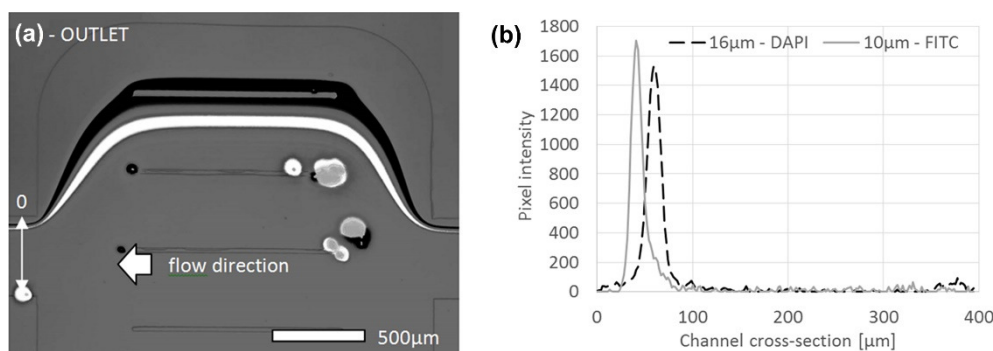 (a) - OUTLET
0
flow direction
500µm
(b)
1800
1600
1400
1200
1000
800
600
400
200
0
16µm - DAPI
10µm - FITC
Pixel intensity
0
100
200
300
400
Channel cross-section [µm]